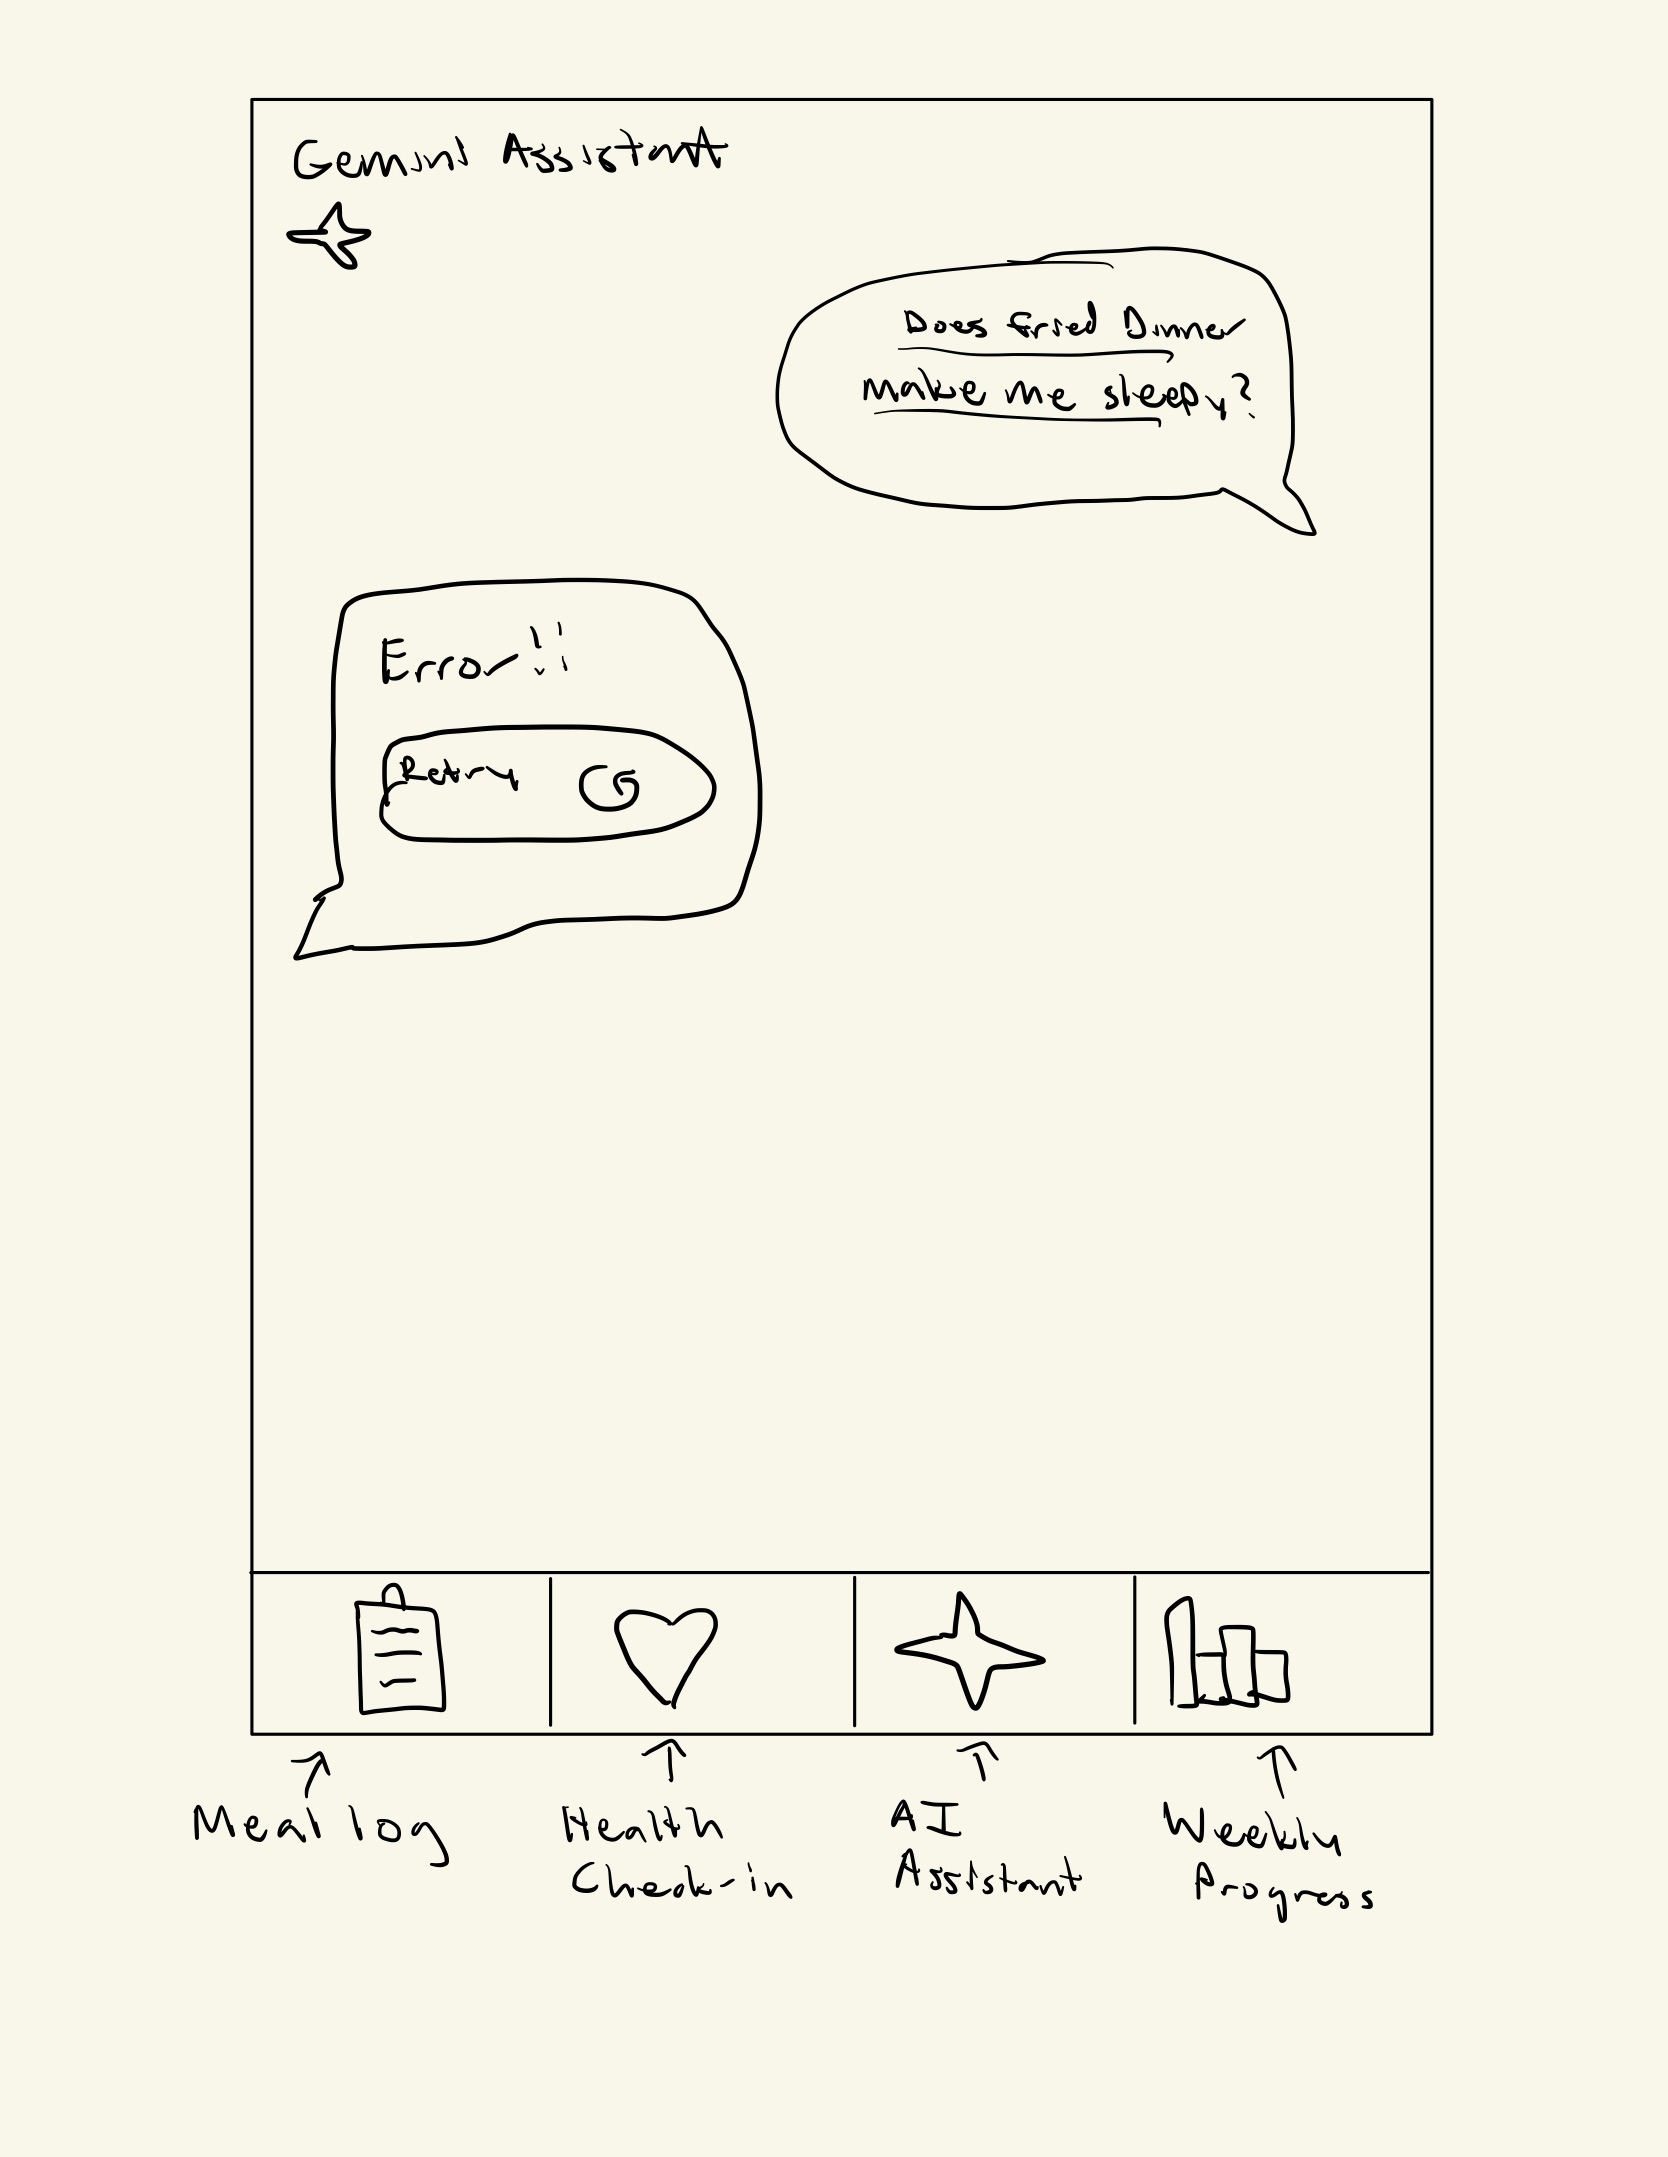 Gemini Assistant
Does fried Dinner
make me sleepy?
Error!!
Retry
Meal log
Health
Check-in
AI
Assistant
Weekly
Progress